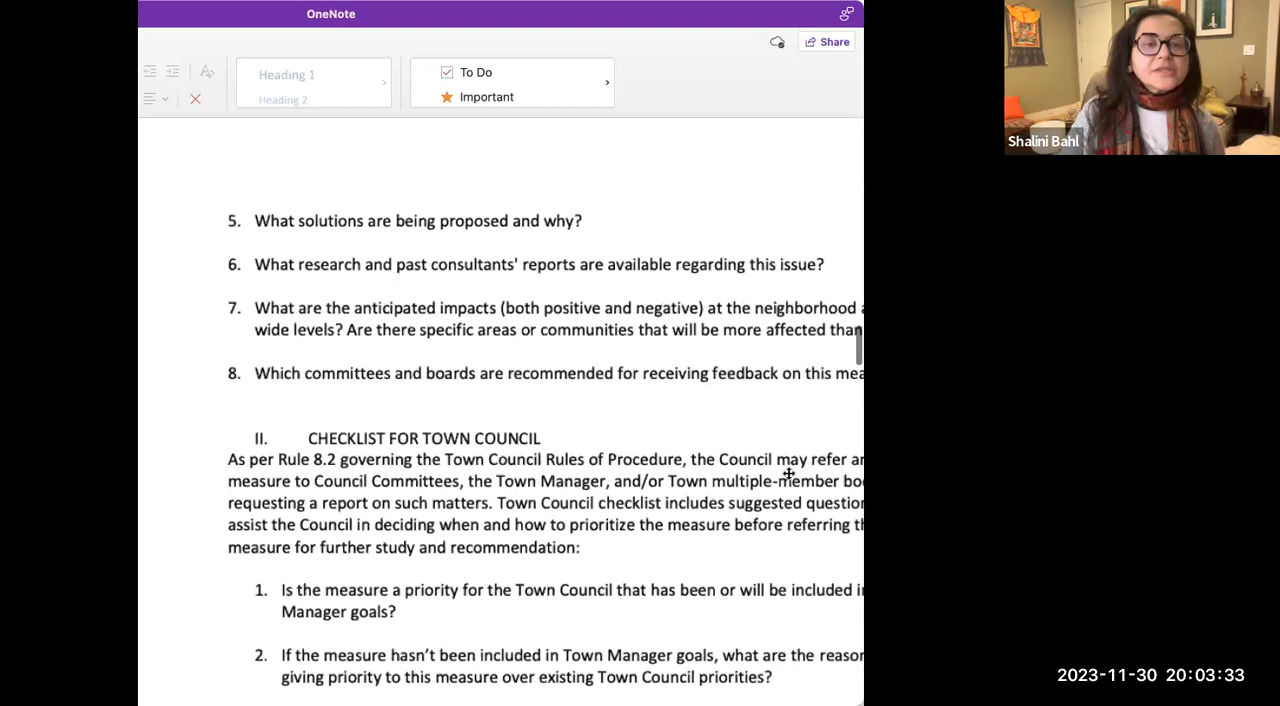 OneNote
Share
Heading 1
To Do
Heading 2
Important
Shalini Bahl
5. What solutions are being proposed and why?
6. What research and past consultants' reports are available regarding this issue?
7. What are the anticipated impacts (both positive and negative) at the neighborhood
wide levels? Are there specific areas or communities that will be more affected than
8. Which committees and boards are recommended for receiving feedback on this
II. CHECKLIST FOR TOWN COUNCIL
As per Rule 8.2 governing the Town Council Rules of Procedure, the Council may refer
measure to Council Committees, the Town Manager, and/or Town multiple-member
requesting a report on such matters. Town Council checklist includes suggested
assist the Council in deciding when and how to prioritize the measure before referring
measure for further study and recommendation:
1. Is the measure a priority for the Town Council that has been or will be included
Manager goals?
2. If the measure hasn't been included in Town Manager goals, what are the
giving priority to this measure over existing Town Council priorities?
2023-11-30 20:03:33